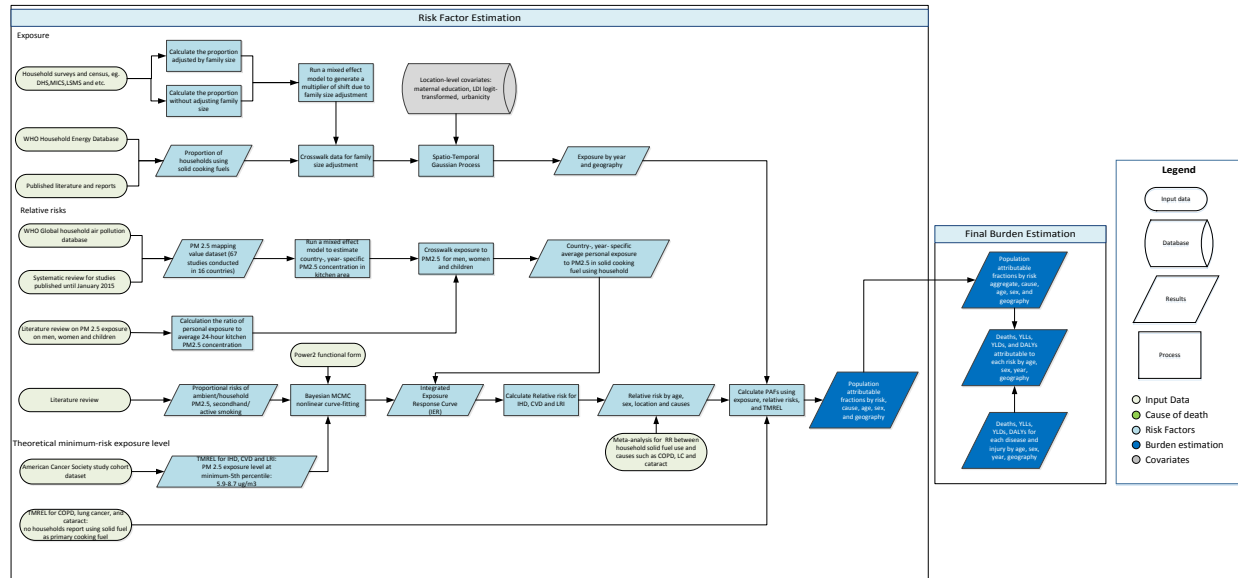 Risk Factor Estimation
Exposure
Household surveys and census, eg.
DHS,MICS,LSMS and etc.
Calculate the proportion
adjusted by family size
Calculate the proportion
without adjusting family
size
Run a mixed effect
model to generate a
multiplier of shift due to
family size adjustment
Location-level covariates:
maternal education, LDI logit-
transformed, urbanicity
WHO Household Energy Database
Published literature and reports
Proportion of
households using
solid cooking fuels
Crosswalk data for family
size adjustment
Spatio-Temporal
Gaussian Process
Exposure by year
and geography
Relative risks
WHO Global household air pollution
database
Systematic review for studies
published until January 2015
PM 2.5 mapping
value dataset (67
studies conducted
in 16 countries)
Run a mixed effect
model to estimate
country-, year- specific
PM2.5 concentration in
kitchen area
Crosswalk exposure to
PM2.5 for men, women
and children
Country-, year- specific
average personal exposure
to PM2.5 in solid cooking
fuel using household
Literature review on PM 2.5 exposure
on men, women and children
Calculation the ratio of
personal exposure to
average 24-hour kitchen
PM2.5 concentration
Power2 functional form
Literature review
Proportional risks of
ambient/household
PM2.5, secondhand/
active smoking
Bayesian MCMC
nonlinear curve-fitting
Integrated
Exposure
Response Curve
(IER)
Calculate Relative risk for
IHD, CVD and LRI
Relative risk by age,
sex, location and causes
Calculate PAFs using
exposure, relative risks,
and TMREL
Population
attributable
fractions by risk,
cause, age, sex,
and geography
Meta-analysis for RR between
household solid fuel use and
causes such as COPD, LC and
cataract
Theoretical minimum-risk exposure level
American Cancer Society study cohort
dataset
TMREL for IHD, CVD and LRI:
PM 2.5 exposure level at
minimum-5th percentile:
5.9-8.7 ug/m3
TMREL for COPD, lung cancer, and
cataract:
no households report using solid fuel
as primary cooking fuel
Final Burden Estimation
Population
attributable
fractions by risk
aggregate, cause,
age, sex, and
geography
Deaths, YLLs,
YLDs, and DALYs
attributable to
each risk by age,
sex, year,
geography
Deaths, YLLs,
YLDs, DALYs for
each disease and
injury by age, sex,
year, geography
Legend
Input data
Database
Results
Process
Input Data
Cause of death
Risk Factors
Burden estimation
Covariates